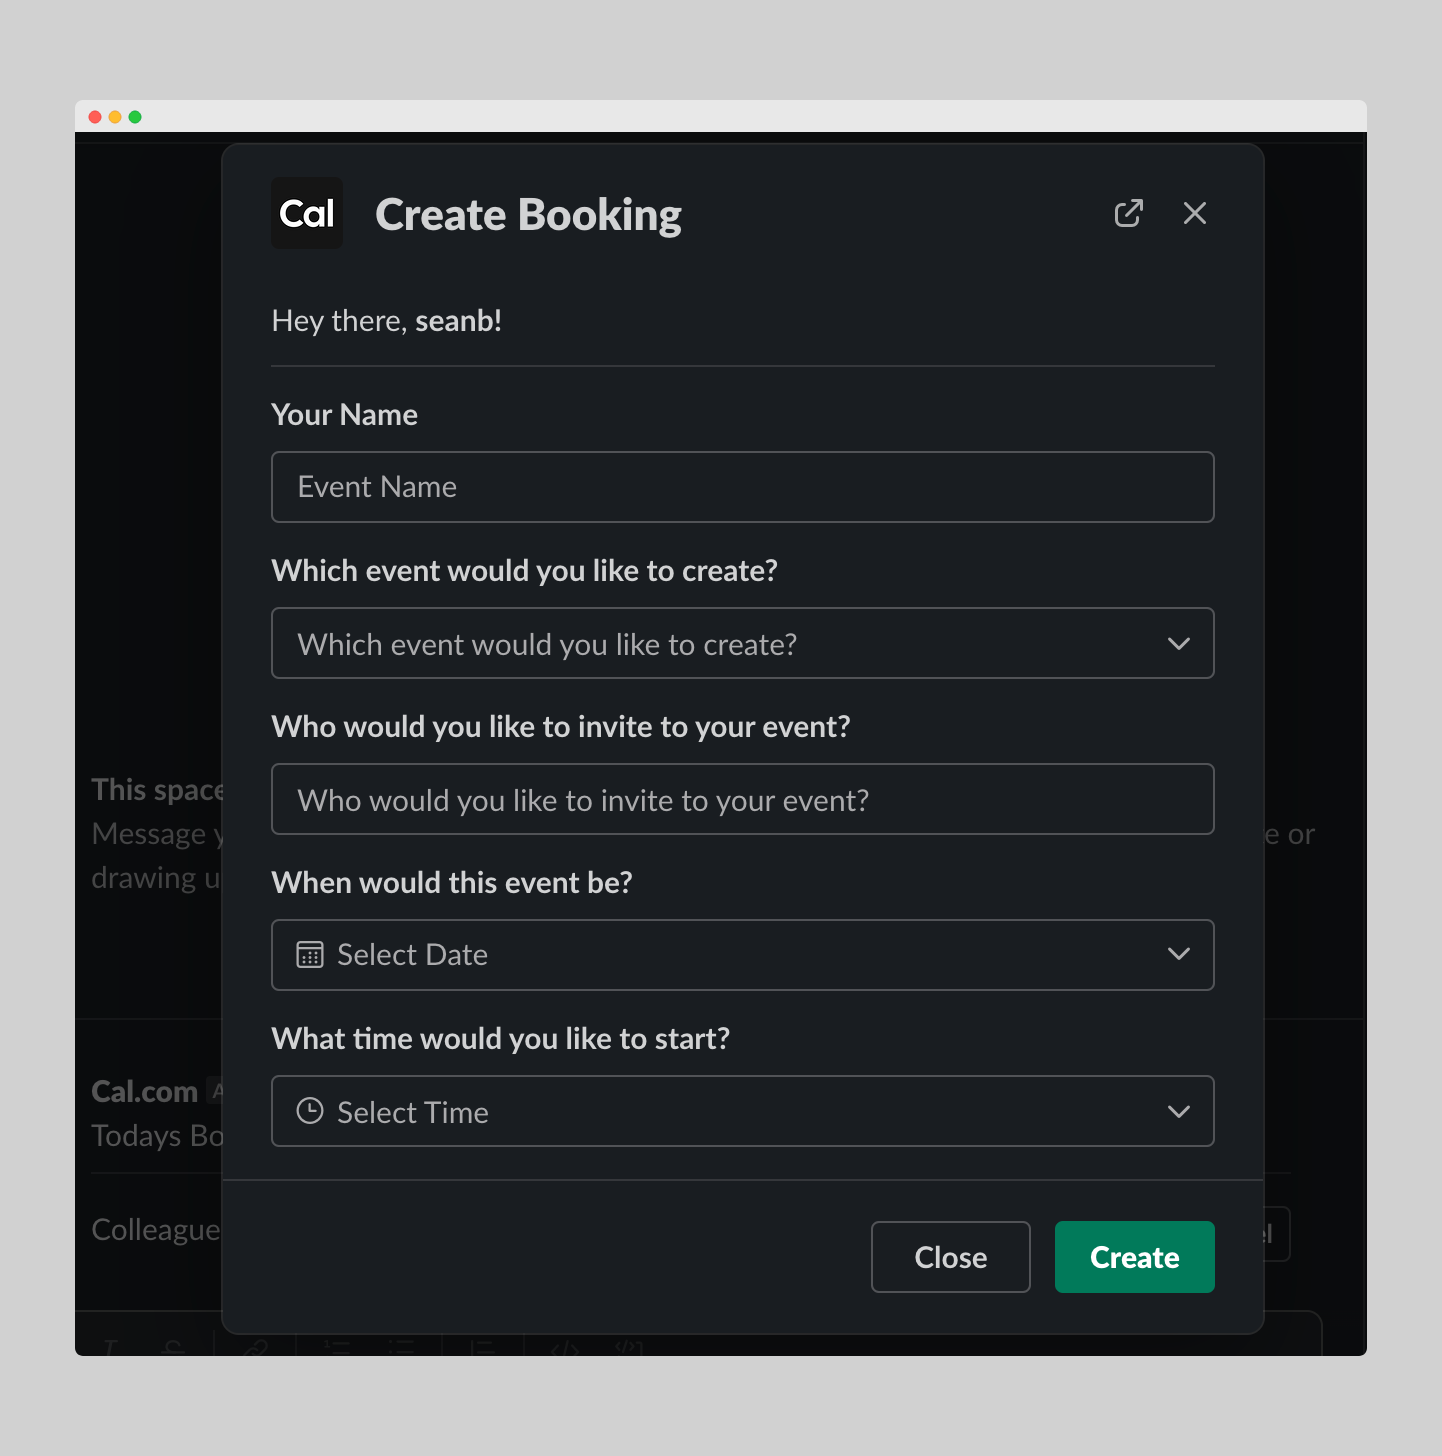 Cal Create Booking
Hey there, seanb!
Your Name
Event Name
Which event would you like to create?
Which event would you like to create?
Who would you like to invite to your event?
Who would you like to invite to your event?
When would this event be?
Select Date
What time would you like to start?
Select Time
Close Create
This space
Message
e or
drawing
Cal.com
Todays
Colleague